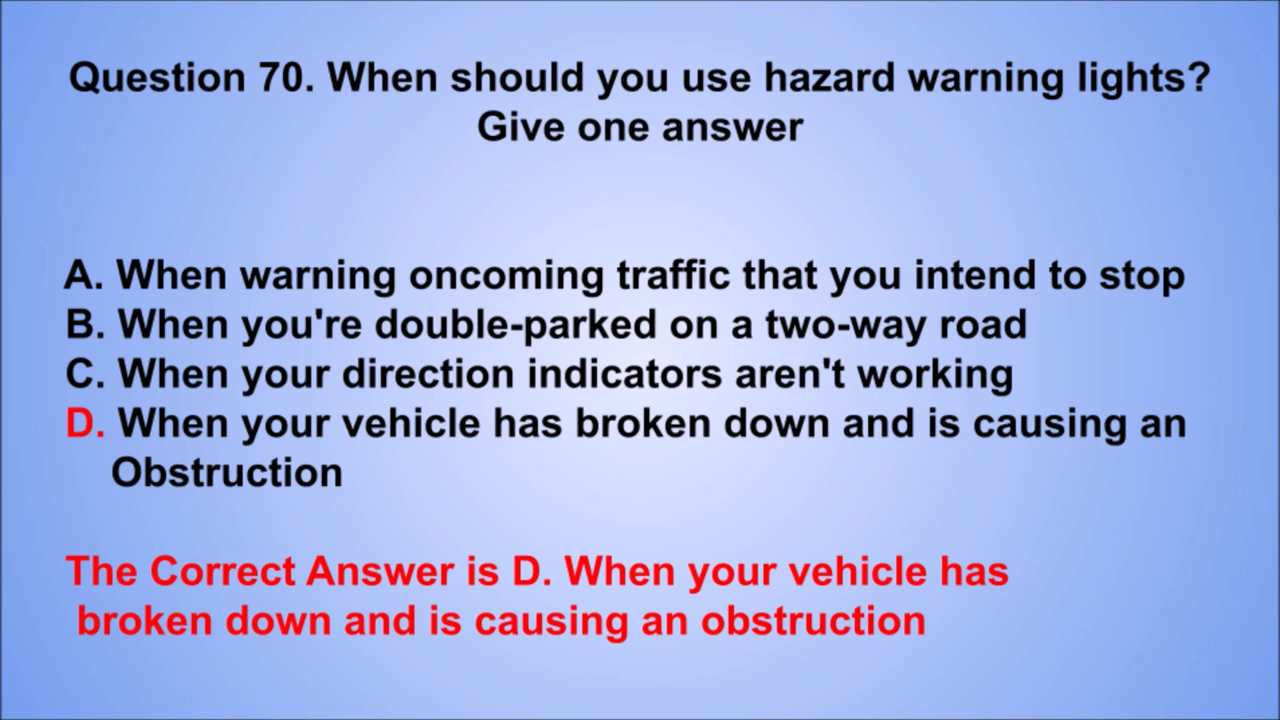 Question 70. When should you use hazard warning lights?
Give one answer
A. When warning oncoming traffic that you intend to stop
B. When you're double-parked on a two-way road
C. When your direction indicators aren't working
D. When your vehicle has broken down and is causing an
Obstruction
The Correct Answer is D. When your vehicle has
broken down and is causing an obstruction